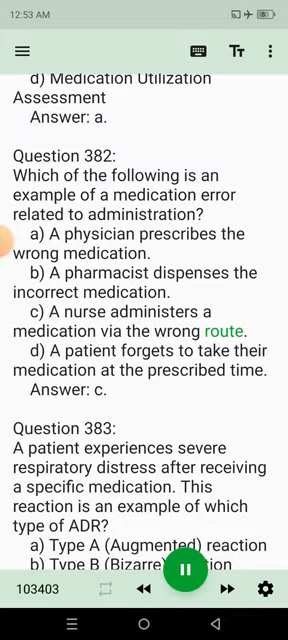 12:53 AM
d) Medication Utilization
Assessment
Answer: a.
Question 382:
Which of the following is an
example of a medication error
related to administration?
a) A physician prescribes the
wrong medication.
b) A pharmacist dispenses the
incorrect medication.
c) A nurse administers a
medication via the wrong route.
d) A patient forgets to take their
medication at the prescribed time.
Answer: c.
Question 383:
A patient experiences severe
respiratory distress after receiving
a specific medication. This
reaction is an example of which
type of ADR?
a) Type A (Augmented) reaction
b) Type B (Bizarre)
103403